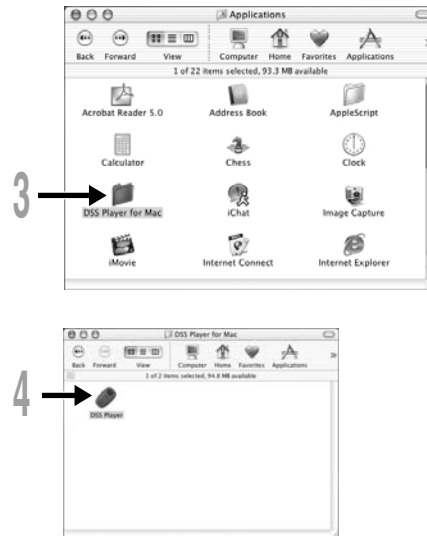 Applications
Back Forward View Computer Home Favorites Applications
1 of 22 items selected, 93.3 MB available
Acrobat Reader 5.0 Address Book AppleScript
Calculator Chess Clock
3
DSS Player for Mac iChat Image Capture
iMovie Internet Connect Internet Explorer
DSS Player for Mac
Back Forward View Computer Home Favorites Applications
1 of 2 items selected, 94.8 MB available
4
DSS Player